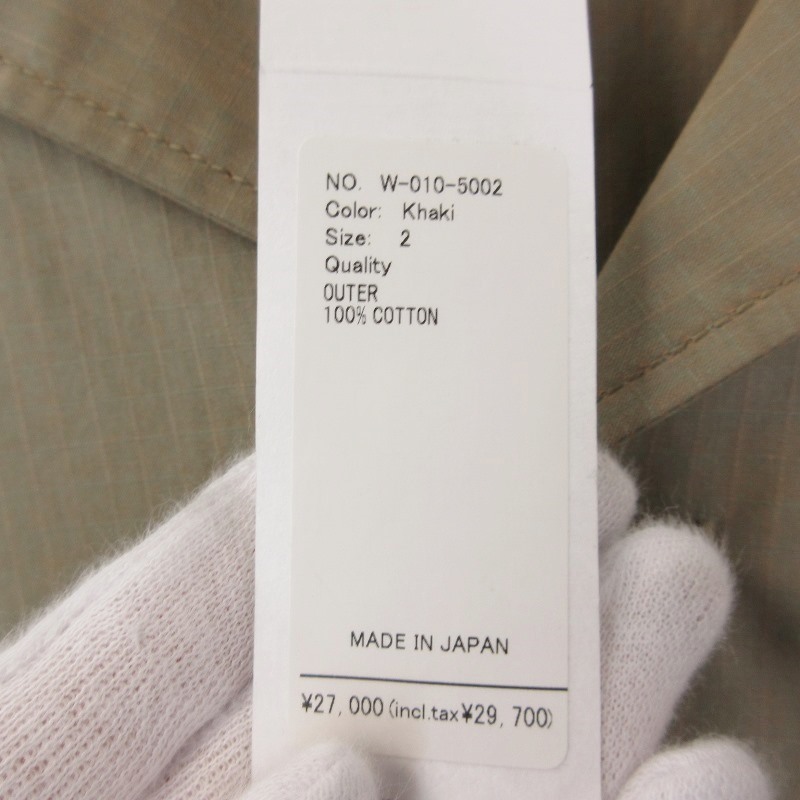 NO. W-010-5002
Color: Khaki
Size: 2
Quality
OUTER
100% COTTON
MADE IN JAPAN
¥27,000(incl.tax¥29,700)